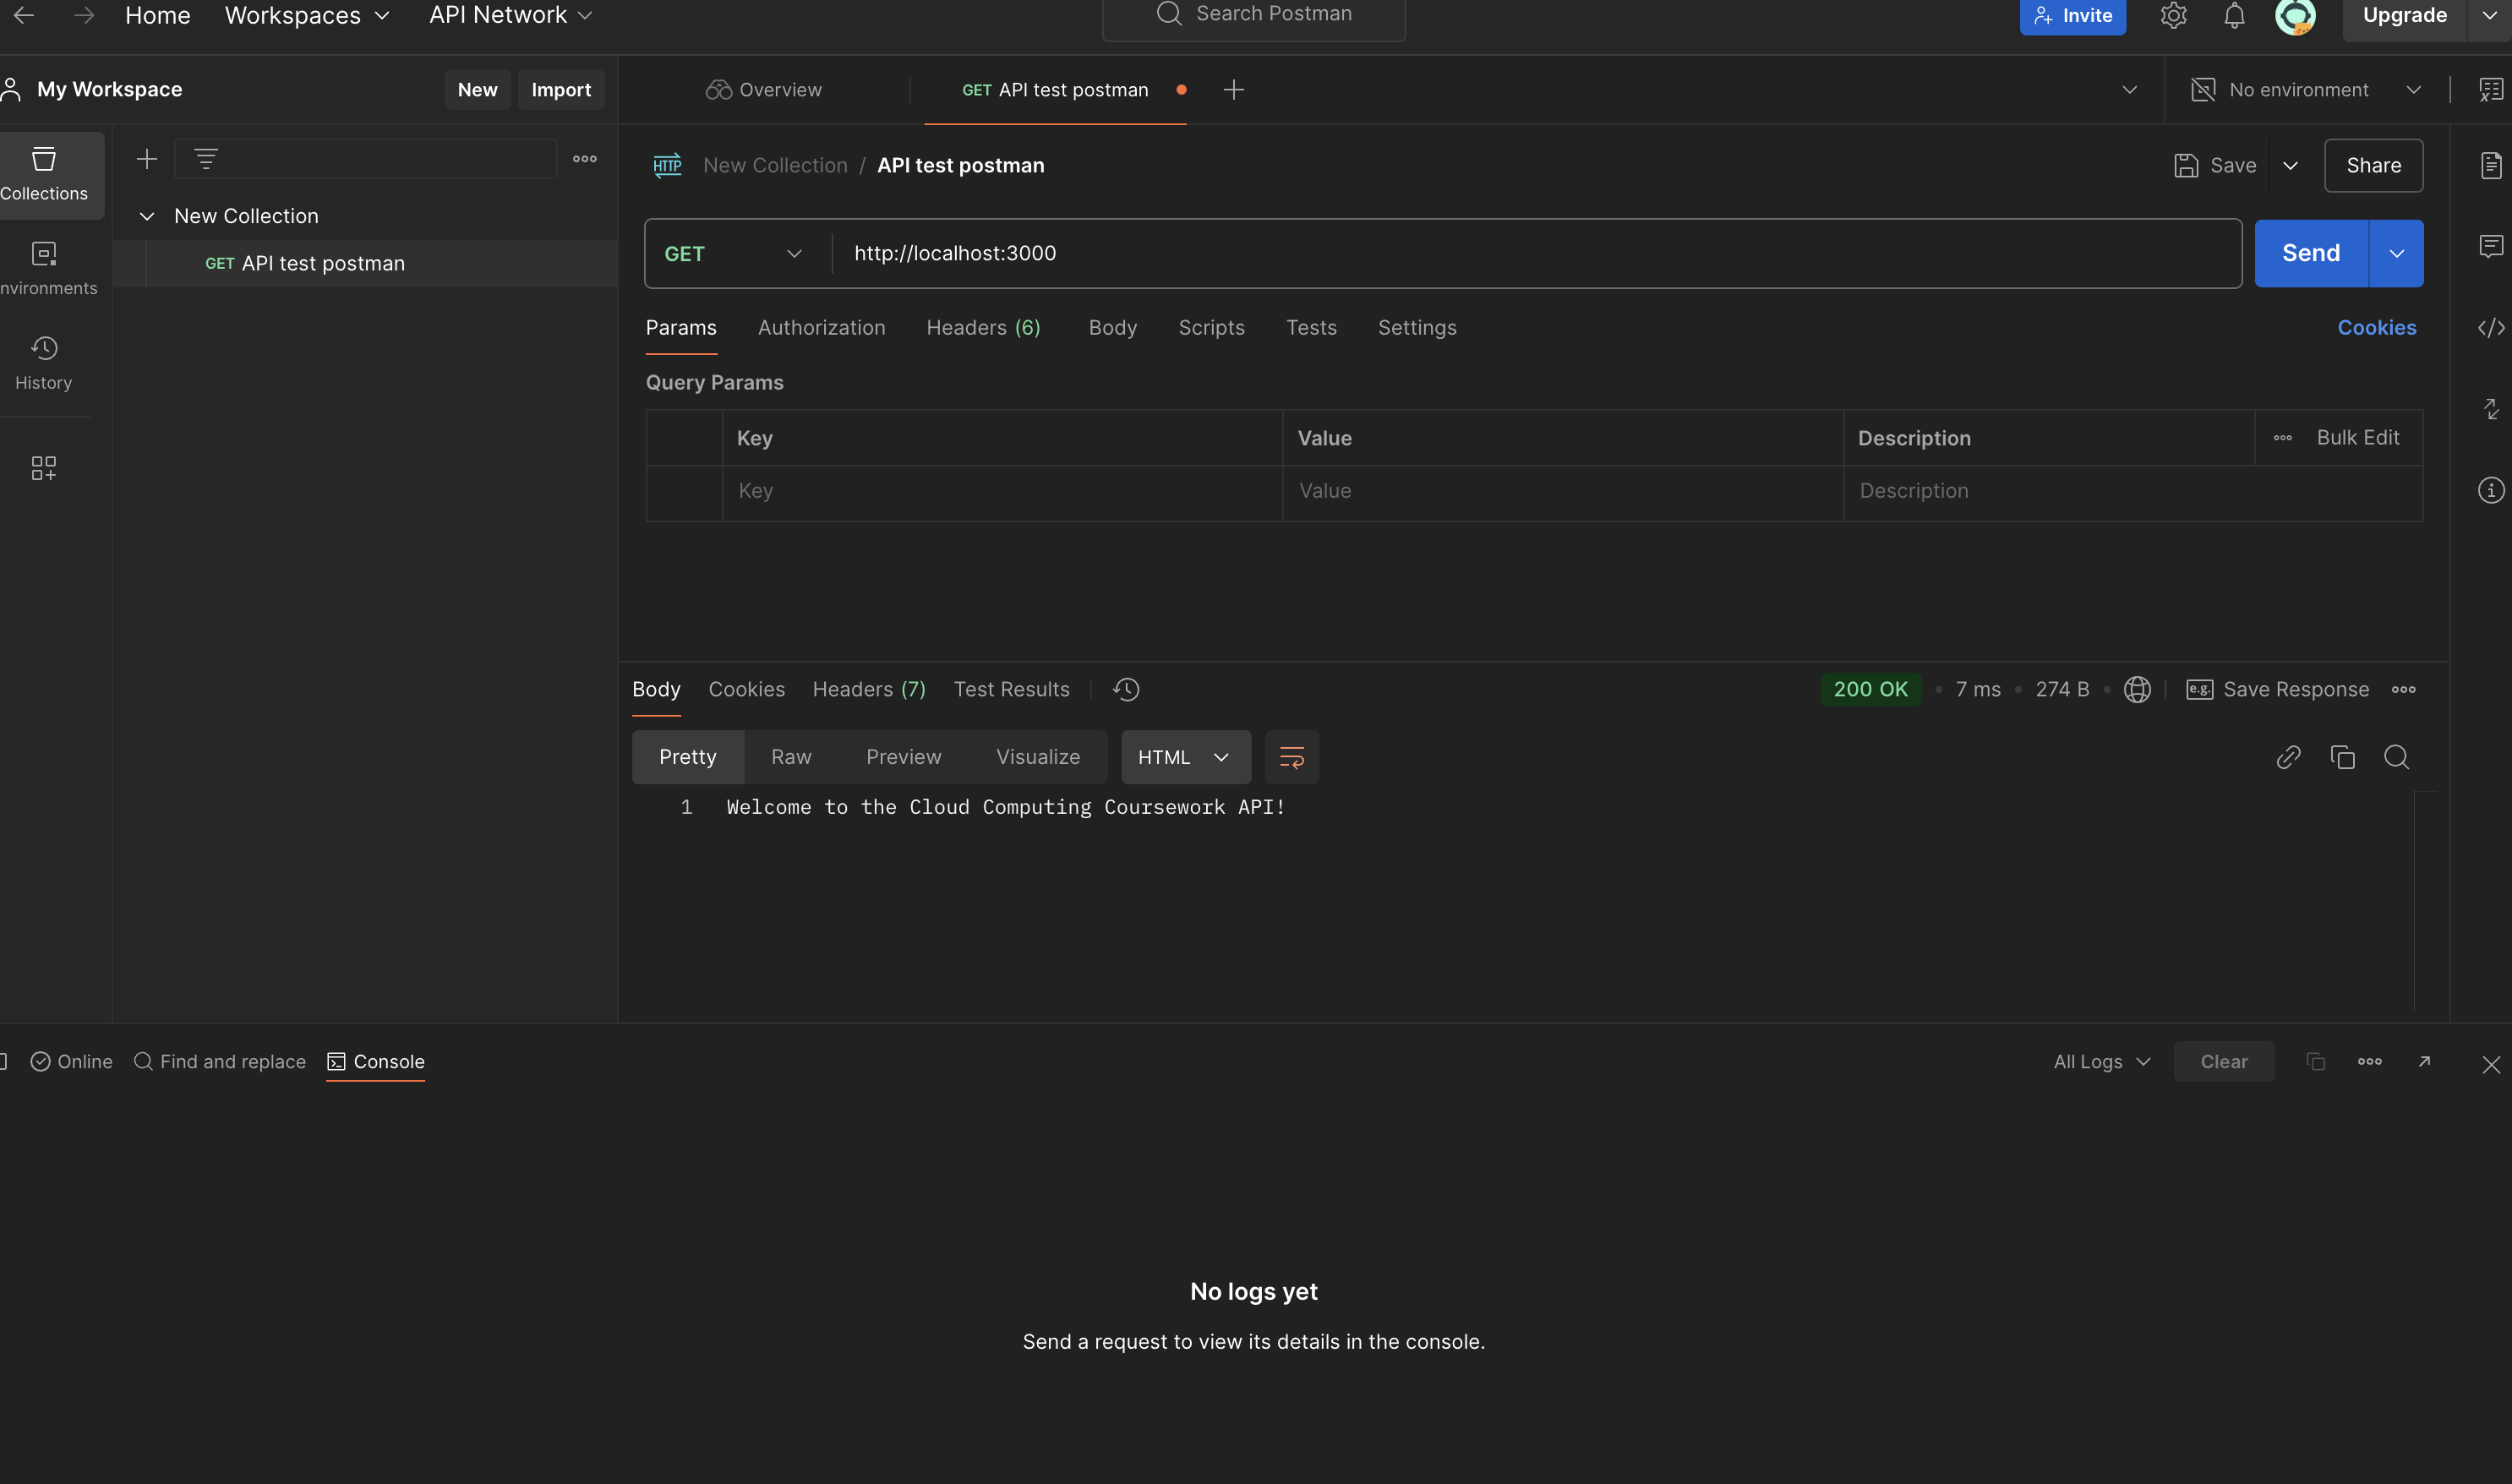 Home Workspaces API Network Search Postman Invite Upgrade
My Workspace New Import Overview GET API test postman No environment
Collections
New Collection / API test postman Save Share
New Collection
GET API test postman
GET http://localhost:3000 Send
nvironments
Params Authorization Headers (6) Body Scripts Tests Settings Cookies
History
Query Params
Key Value Description Bulk Edit
Key Value Description
Body Cookies Headers (7) Test Results 200 OK 7 ms 274 B e.g. Save Response
Pretty Raw Preview Visualize HTML
1 Welcome to the Cloud Computing Coursework API!
Online Find and replace Console All Logs Clear
No logs yet
Send a request to view its details in the console.